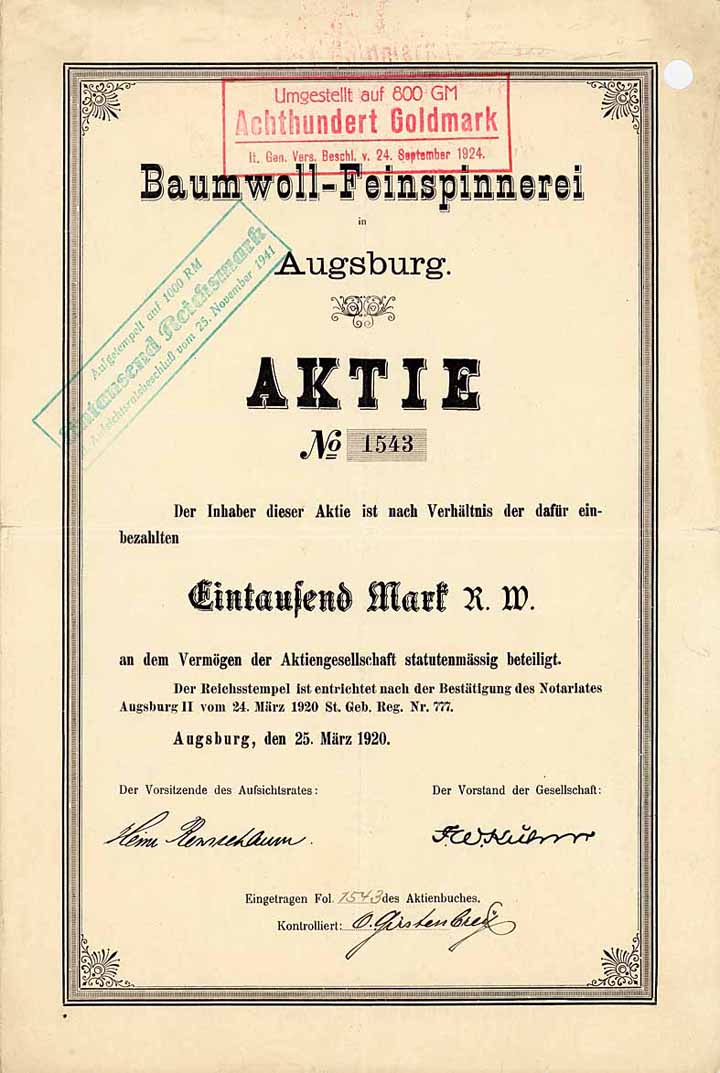 Umgestellt auf 800 GM
Achthundert Goldmark
lt. Gen. Vers. Beschl. v. 24. September 1924.
Baumwoll-Feinspinnerei
in
Augsburg.
Aufgestempelt auf 1000 RM
Eintausend Reichsmark
lt. Aufsichtsratsbeschluß vom 25. November 1941
AKTIE
No 1543
Der Inhaber dieser Aktie ist nach Verhältnis der dafür ein-
bezahlten
Eintausend Mark R. W.
an dem Vermögen der Aktiengesellschaft statutenmässig beteiligt.
Der Reichsstempel ist entrichtet nach der Bestätigung des Notariates
Augsburg II vom 24. März 1920 St. Geb. Reg. Nr. 777.
Augsburg, den 25. März 1920.
Der Vorsitzende des Aufsichtsrates:
Der Vorstand der Gesellschaft:
Eingetragen Fol. 1543 des Aktienbuches.
Kontrolliert: